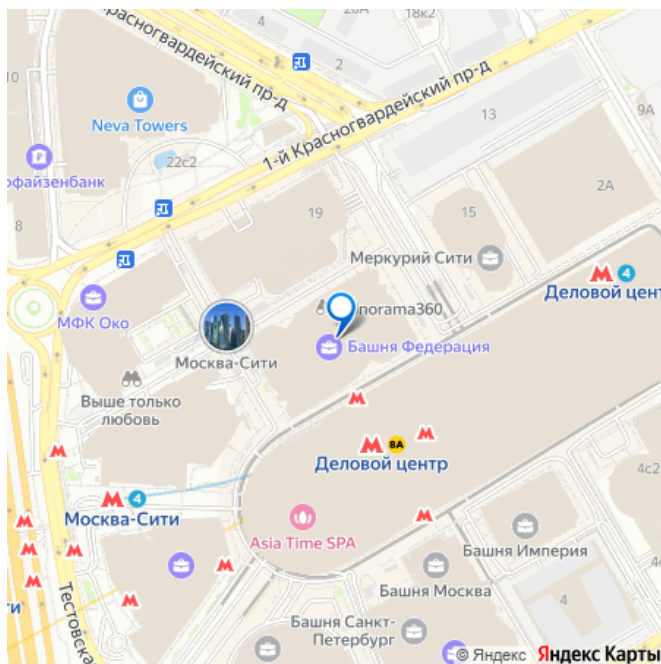 4
20А
18к2
2
Красногвардейский пр-д
10
13
9А
Neva Towers
1-й Красногвардейский пр-д
22с2
офайзенбанк
2А
8
19
15
Меркурий Сити
4
Деловой цент
МФК Око
norama360
Москва-Сити
Башня Федерация
Выше только
любовь
8А
Деловой центр
4с2
4
Москва-Сити
Asia Time SPA
Башня Империя
Башня Москва
4
Тестовска
ти
Башня Санкт-
Петербург
© Яндекс Яндекс Карты